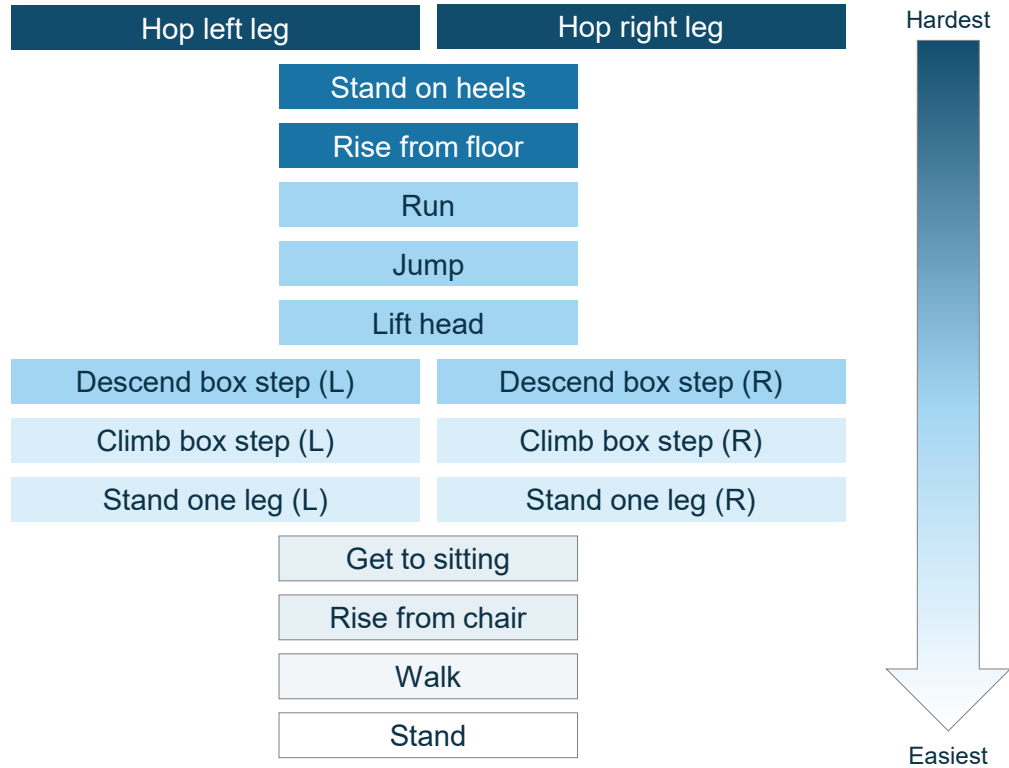 Hop left leg
Hop right leg
Hardest
Stand on heels
Rise from floor
Run
Jump
Lift head
Descend box step (L)
Descend box step (R)
Climb box step (L)
Climb box step (R)
Stand one leg (L)
Stand one leg (R)
Get to sitting
Rise from chair
Walk
Stand
Easiest